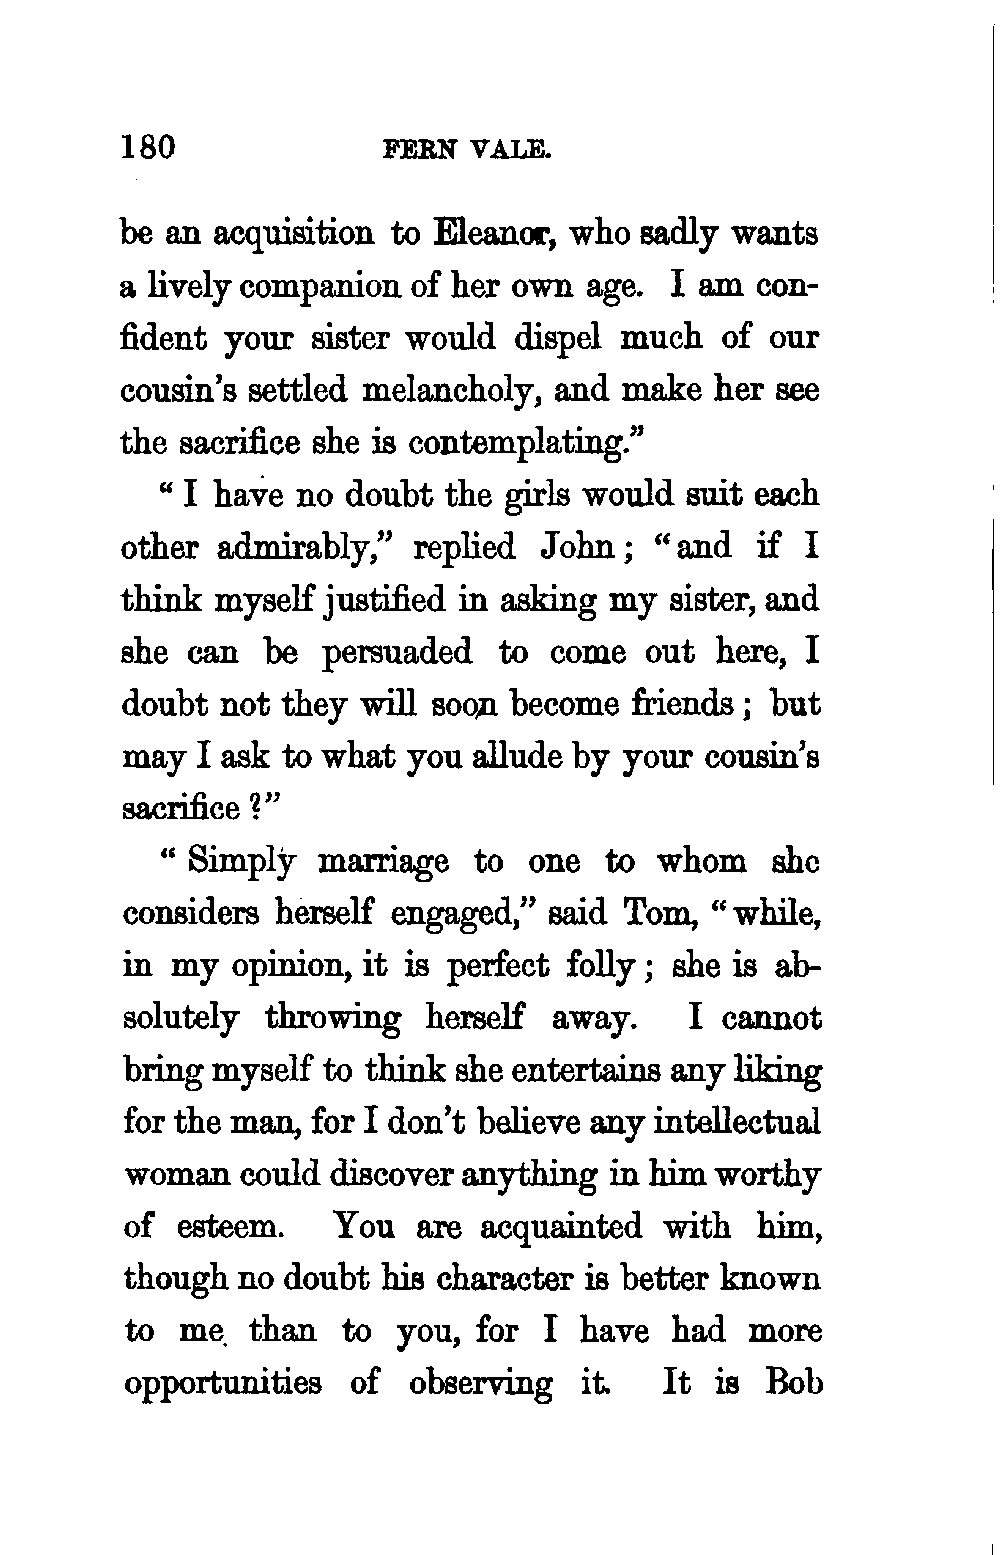 180 FERN VALE.
be an acquisition to Eleanor, who sadly wants
a lively companion of her own age. I am con-
fident your sister would dispel much of our
cousin's settled melancholy, and make her see
the sacrifice she is contemplating."
"I have no doubt the girls would suit each
other admirably," replied John; "and if I
think myself justified in asking my sister, and
she can be persuaded to come out here, I
doubt not they will soon become friends; but
may I ask to what you allude by your cousin's
sacrifice?"
"Simply marriage to one to whom she
considers herself engaged," said Tom, "while,
in my opinion, it is perfect folly; she is ab-
solutely throwing herself away. I cannot
bring myself to think she entertains any liking
for the man, for I don't believe any intellectual
woman could discover anything in him worthy
of esteem. You are acquainted with him,
though no doubt his character is better known
to me than to you, for I have had more
opportunities of observing it. It is Bob